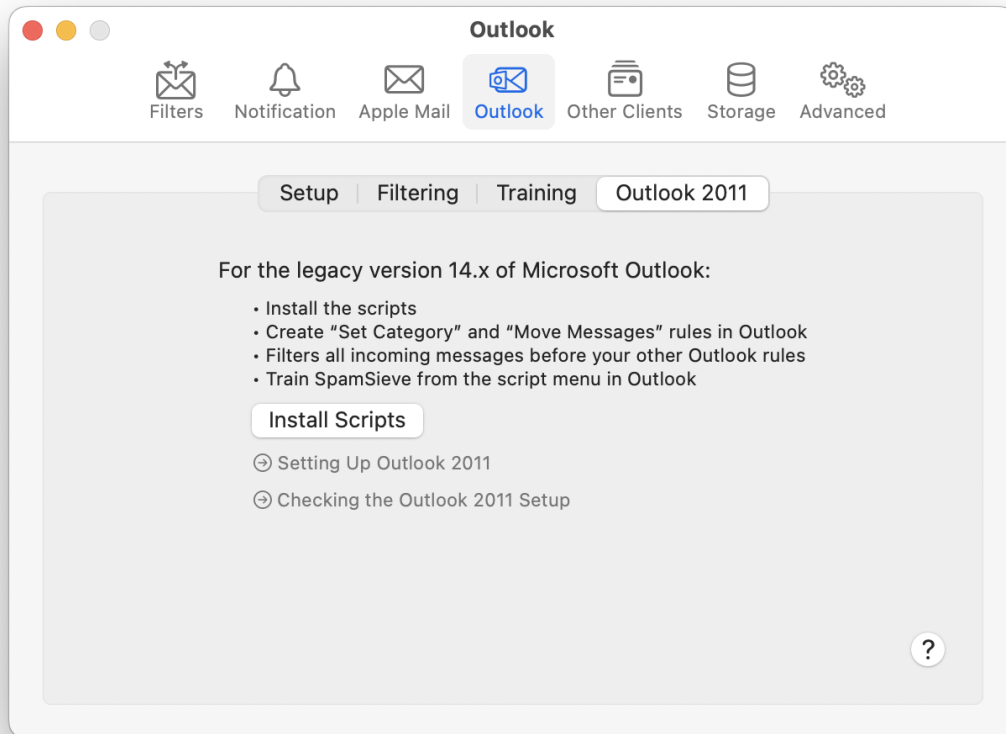 Outlook
Filters Notification Apple Mail Outlook Other Clients Storage Advanced
Setup Filtering Training Outlook 2011
For the legacy version 14.x of Microsoft Outlook:
• Install the scripts
• Create “Set Category” and “Move Messages” rules in Outlook
• Filters all incoming messages before your other Outlook rules
• Train SpamSieve from the script menu in Outlook
Install Scripts
Setting Up Outlook 2011
Checking the Outlook 2011 Setup
?